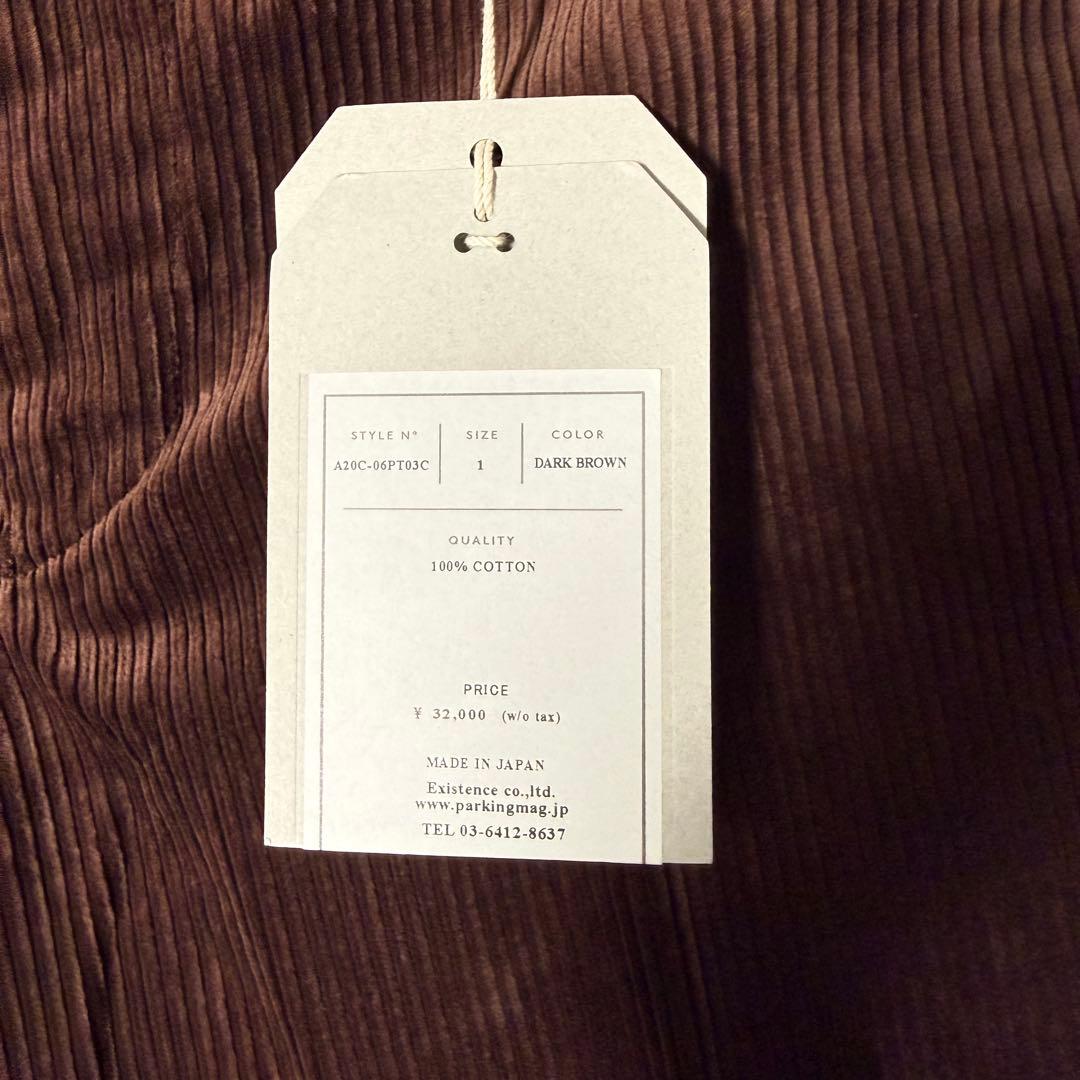 STYLE Nº SIZE COLOR
A20C-06PT03C 1 DARK BROWN
QUALITY
100% COTTON
PRICE
¥ 32,000 (w/o tax)
MADE IN JAPAN
Existence co.,ltd.
www.parkingmag.jp
TEL 03-6412-8637